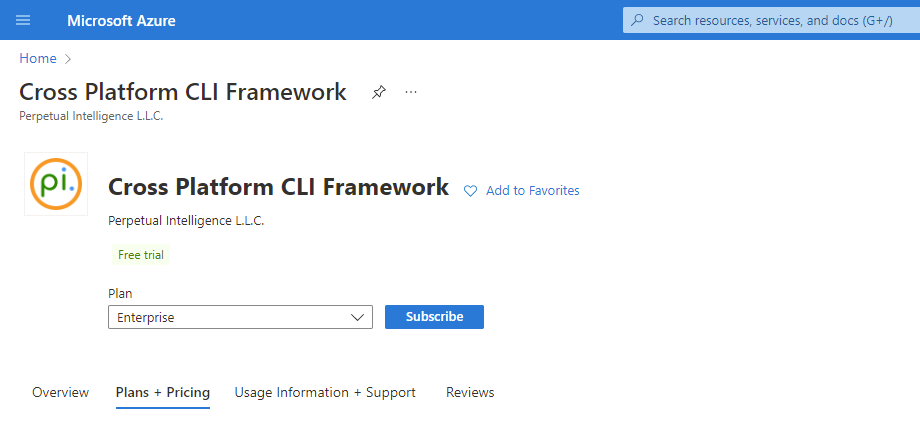 Microsoft Azure
Search resources, services, and docs (G+/)
Home
Cross Platform CLI Framework
Perpetual Intelligence L.L.C.
pi.
Cross Platform CLI Framework
Add to Favorites
Perpetual Intelligence L.L.C.
Free trial
Plan
Enterprise
Subscribe
Overview
Plans + Pricing
Usage Information + Support
Reviews